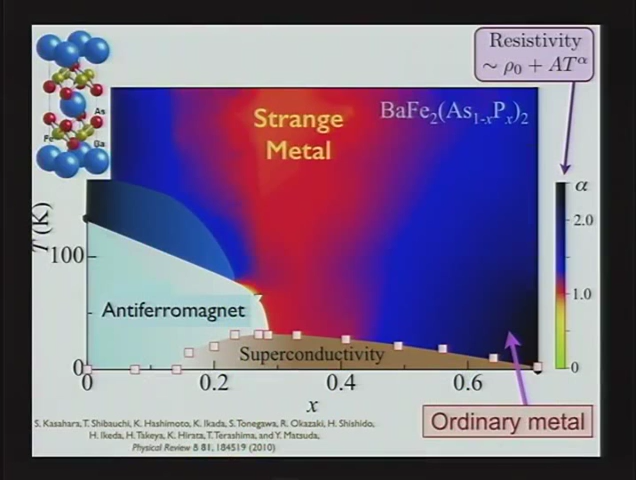 Resistivity
~ ρ₀ + ATᵅ
Strange
Metal
BaFe₂(As₁₋ₓPₓ)₂
As
Fe
Ba
α
2.0
1.0
0
T (K)
100
0
Antiferromagnet
Superconductivity
0
0.2
0.4
0.6
x
Ordinary metal
S. Kasahara, T. Shibauchi, K. Hashimoto, K. Ikada, S. Tonegawa, R. Okazaki, H. Shishido,
H. Ikeda, H. Takeya, K. Hirata, T. Terashima, and Y. Matsuda,
Physical Review B 81, 184519 (2010)